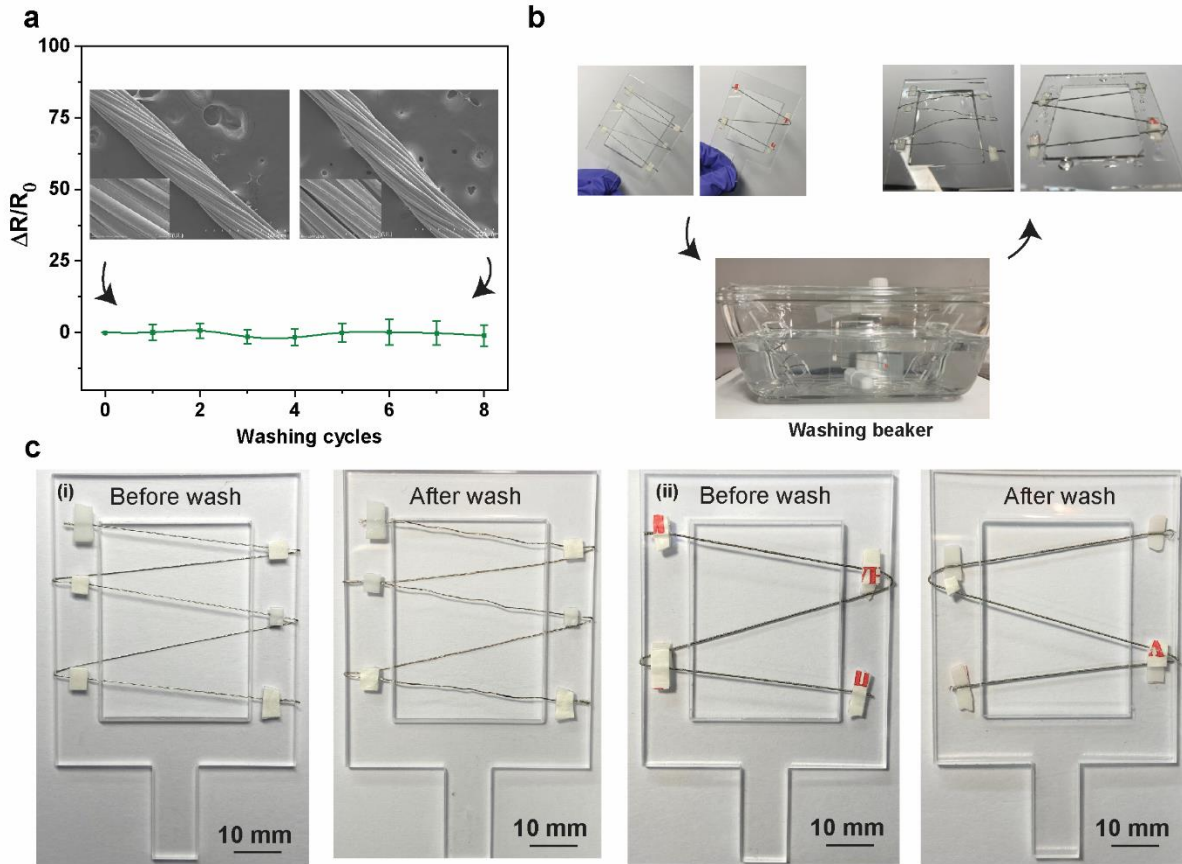 a
100
75
50
25
0
ΔR/R0
0
2
4
6
8
Washing cycles
b
Washing beaker
c
(i)
Before wash
10 mm
After wash
10 mm
(ii)
Before wash
10 mm
After wash
A
10 mm